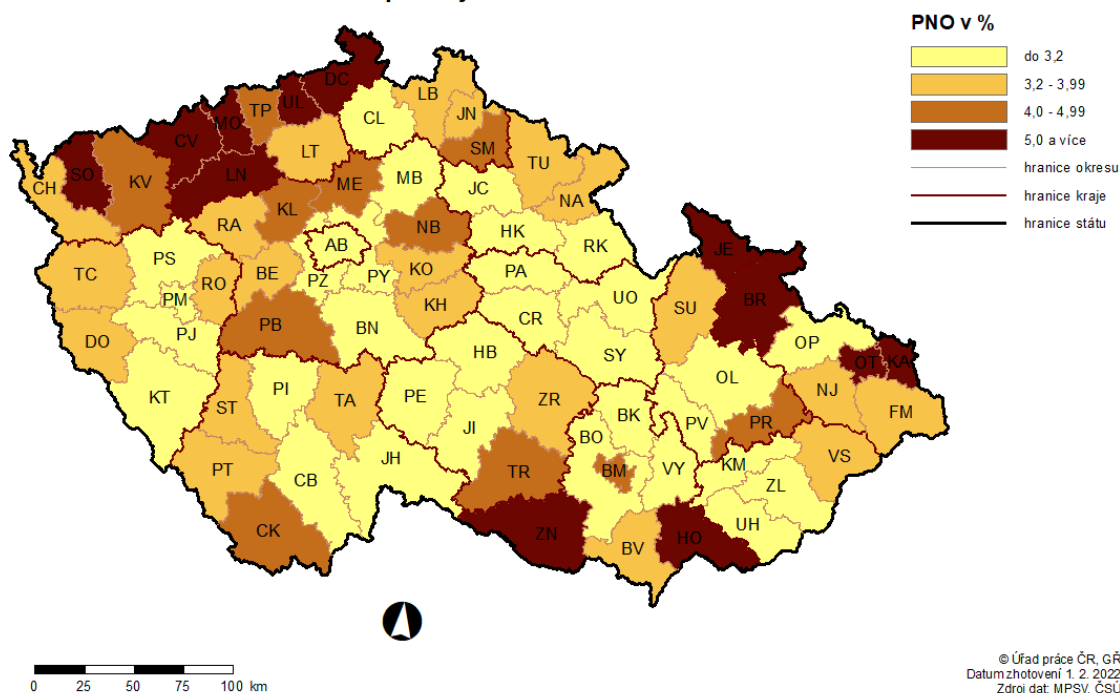 PNO v %
do 3,2
3,2 - 3,99
4,0 - 4,99
5,0 a více
hranice okresu
hranice kraje
hranice státu
DC
UL
TP
MO
CV
LN
LT
CL
LB
JN
SM
TU
NA
CH
SO
KV
RA
KL
ME
MB
JC
HK
RK
NB
AB
TC
PS
RO
BE
PZ
PY
KO
KH
PA
UO
CR
SY
PM
PJ
DO
PB
BN
HB
KT
ST
PI
TA
PE
ZR
JI
JH
PT
CB
CK
TR
ZN
BO
BK
BM
VY
BV
HO
JE
BR
SU
OP
OT
KA
OL
NJ
FM
PV
PR
KM
ZL
VS
UH
0 25 50 75 100 km
© Úřad práce ČR, GŘ
Datum zhotovení 1. 2. 2022
Zdroj dat: MPSV, ČSÚ